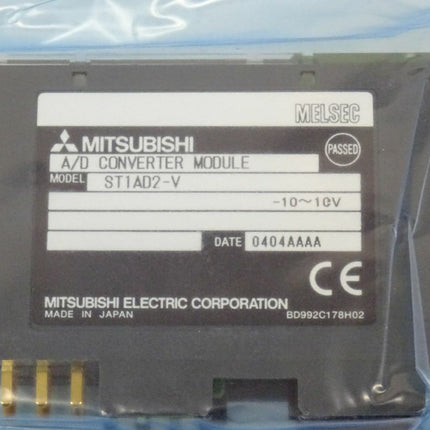 MELSEC
MITSUBISHI
PASSED
A/D CONVERTER MODULE
MODEL ST1AD2-V
-10~10V
DATE 0404AAAA
CE
MITSUBISHI ELECTRIC CORPORATION
MADE IN JAPAN BD992C178H02